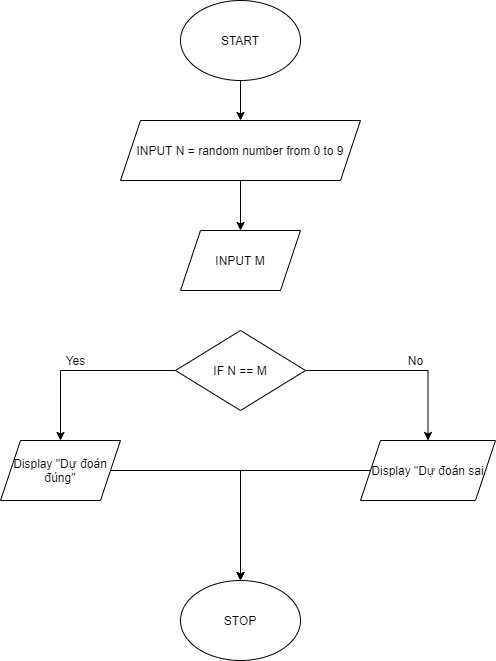 START
INPUT N = random number from 0 to 9
INPUT M
Yes
No
IF N == M
Display "Dự đoán
đúng"
Display "Dự đoán sai
STOP